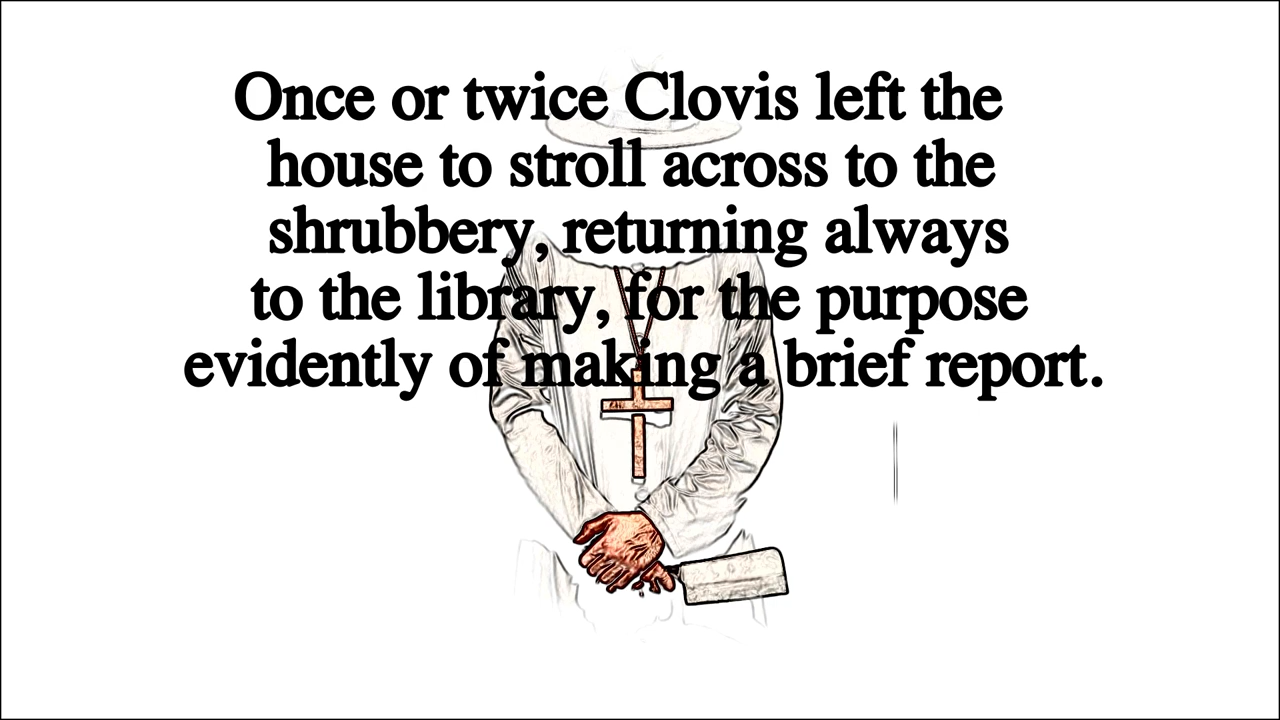 Once or twice Clovis left the
house to stroll across to the
shrubbery, returning always
to the library, for the purpose
evidently of making a brief report.